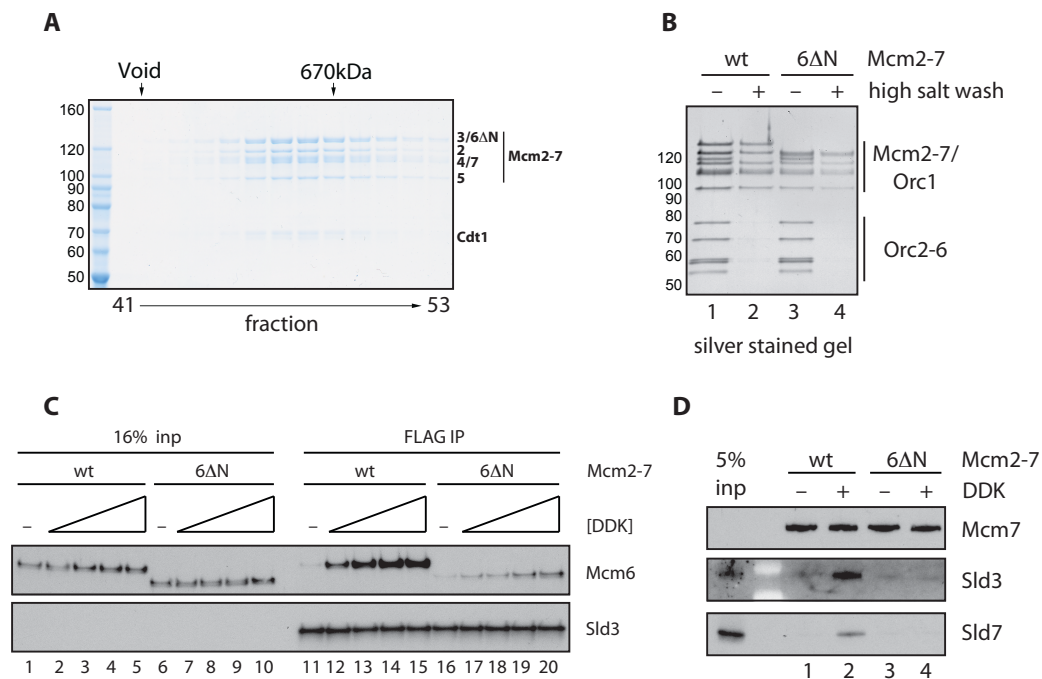 A
Void
670kDa
160
120
100
90
80
70
60
50
3/6ΔN
2
4/7
5
Mcm2-7
Cdt1
41
53
fraction
B
wt 6ΔN Mcm2-7
– + – + high salt wash
120
100
90
80
70
60
50
Mcm2-7/
Orc1
Orc2-6
1 2 3 4
silver stained gel
C
16% inp FLAG IP
wt 6ΔN wt 6ΔN Mcm2-7
– – – – [DDK]
Mcm6
Sld3
1 2 3 4 5 6 7 8 9 10 11 12 13 14 15 16 17 18 19 20
D
5% wt 6ΔN Mcm2-7
inp – + – + DDK
Mcm7
Sld3
Sld7
1 2 3 4